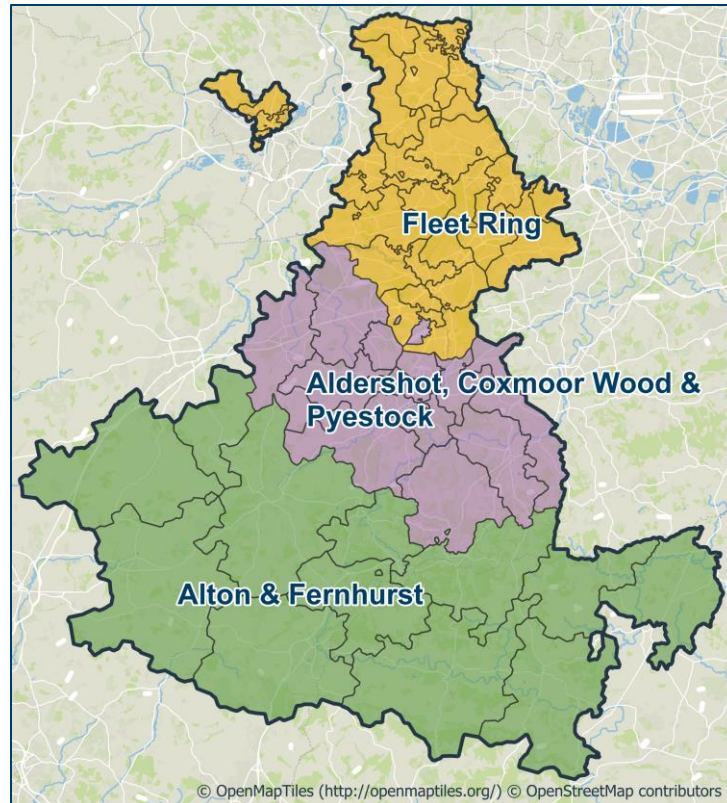 Fleet Ring
Aldershot, Coxmoor Wood &
Pyestock
Alton & Fernhurst
© OpenMapTiles (http://openmaptiles.org/) © OpenStreetMap contributors